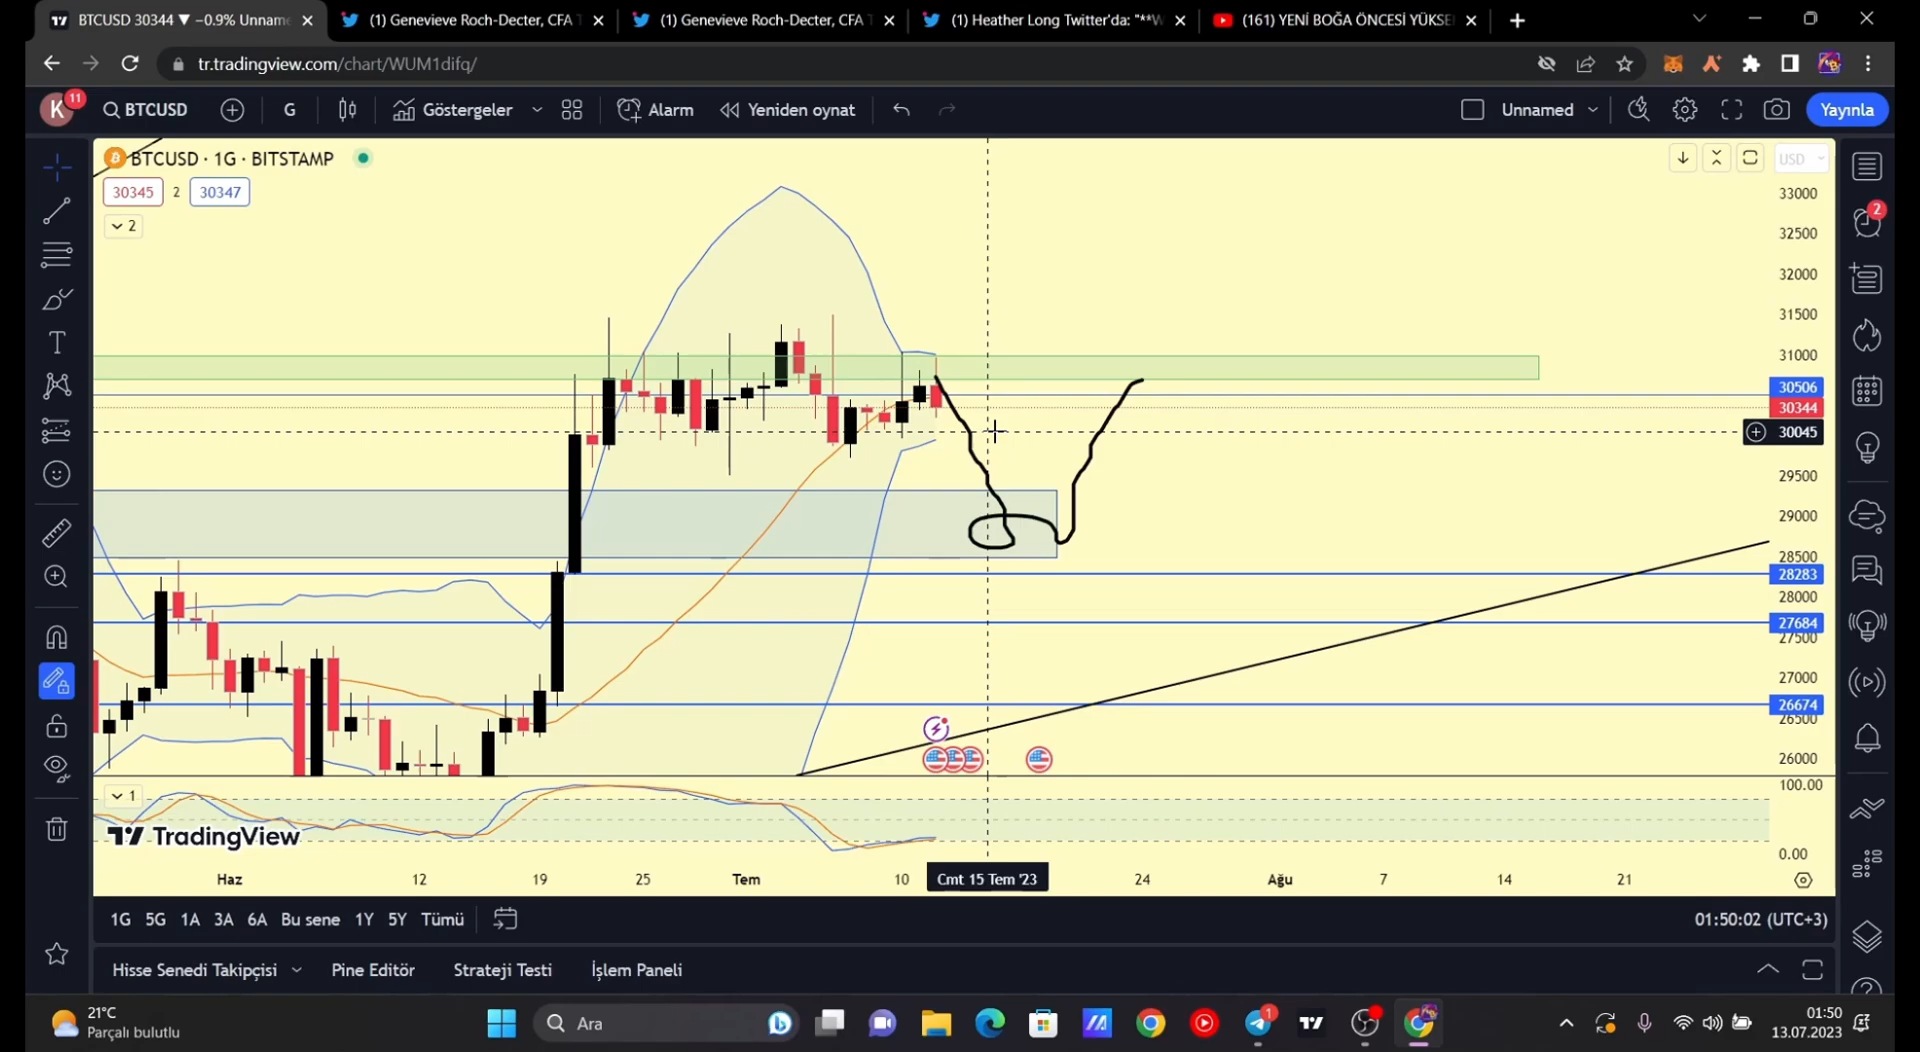 BTCUSD 30344 ▼ −0.9% Unname
(1) Genevieve Roch-Decter, CFA T
(1) Genevieve Roch-Decter, CFA T
(1) Heather Long Twitter'da: "**W
(161) YENİ BOĞA ÖNCESİ YÜKSE
tr.tradingview.com/chart/WUM1difq/
K
11
BTCUSD
G
Göstergeler
Alarm
Yeniden oynat
Unnamed
Yayınla
BTCUSD · 1G · BITSTAMP
USD
30345
2
30347
2
33000
32500
32000
31500
31000
30506
30344
30045
29500
29000
28500
28283
28000
27684
27500
27000
26674
26500
26000
2
1
100.00
TradingView
0.00
Haz
12
19
25
Tem
10
Cmt 15 Tem '23
24
Ağu
7
14
21
1G
5G
1A
3A
6A
Bu sene
1Y
5Y
Tümü
01:50:02 (UTC+3)
Hisse Senedi Takipçisi
Pine Editör
Strateji Testi
İşlem Paneli
21°C
Parçalı bulutlu
Ara
1
01:50
13.07.2023